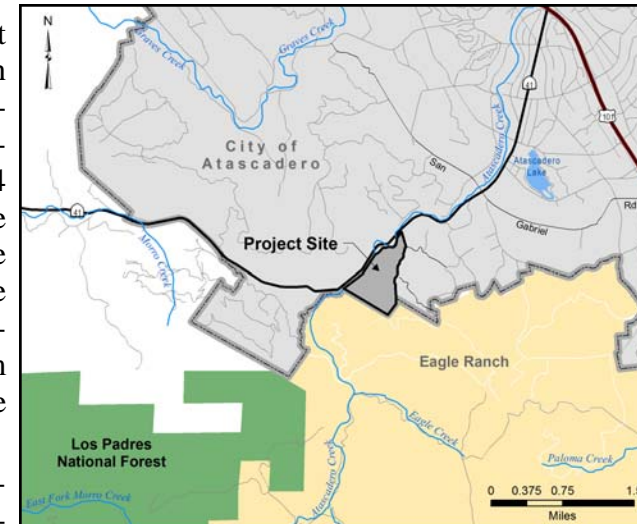 N
Graves Creek
Graves Creek
41
101
City of
Atascadero
Atascadero Creek
San
Atascadero
Lake
Gabriel
Rd
41
Morro Creek
Project Site
Eagle Ranch
Los Padres
National Forest
Eagle Creek
Paloma Creek
East Fork Morro Creek
Atascadero Creek
0 0.375 0.75 1.5
Miles